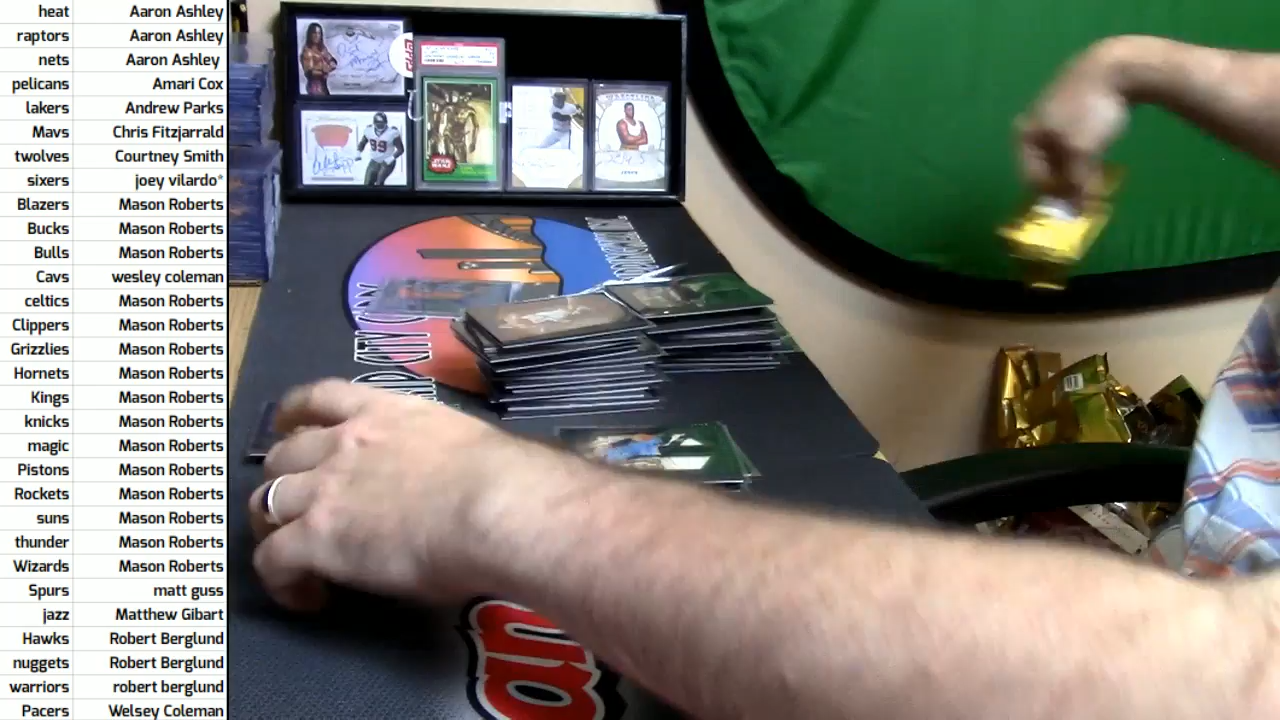 heat Aaron Ashley
raptors Aaron Ashley
nets Aaron Ashley
pelicans Amari Cox
lakers Andrew Parks
Mavs Chris Fitzjarrald
twolves Courtney Smith
sixers joey vilardo*
Blazers Mason Roberts
Bucks Mason Roberts
Bulls Mason Roberts
Cavs wesley coleman
celtics Mason Roberts
Clippers Mason Roberts
Grizzlies Mason Roberts
Hornets Mason Roberts
Kings Mason Roberts
knicks Mason Roberts
magic Mason Roberts
Pistons Mason Roberts
Rockets Mason Roberts
suns Mason Roberts
thunder Mason Roberts
Wizards Mason Roberts
Spurs matt guss
jazz Matthew Gibart
Hawks Robert Berglund
nuggets Robert Berglund
warriors robert berglund
Pacers Welsey Coleman
STAR WARS